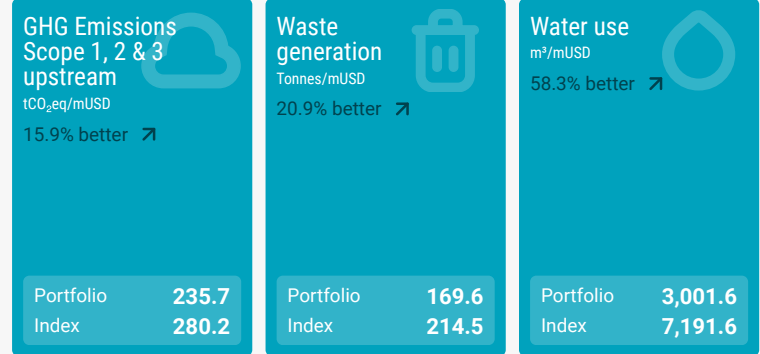 GHG Emissions
Scope 1, 2 & 3
upstream
tCO₂eq/mUSD
15.9% better
Portfolio 235.7
Index 280.2
Waste
generation
Tonnes/mUSD
20.9% better
Portfolio 169.6
Index 214.5
Water use
m³/mUSD
58.3% better
Portfolio 3,001.6
Index 7,191.6